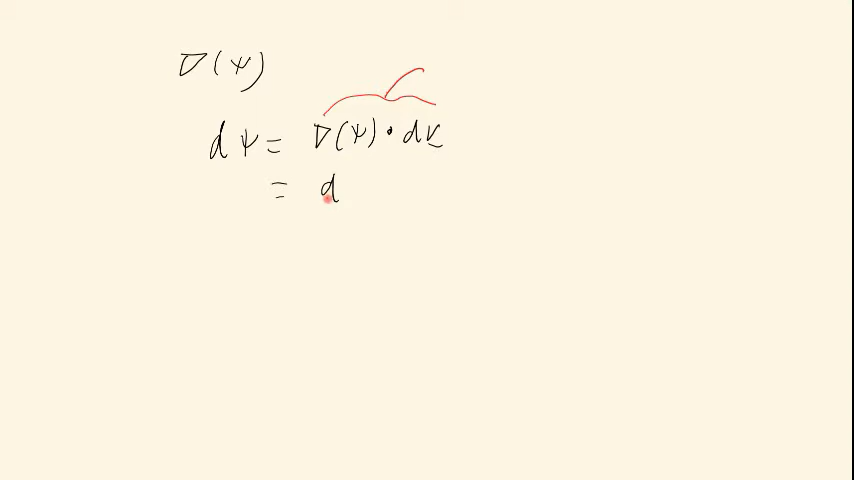 ∇(ψ)
dψ = ∇(ψ) • dr
= d